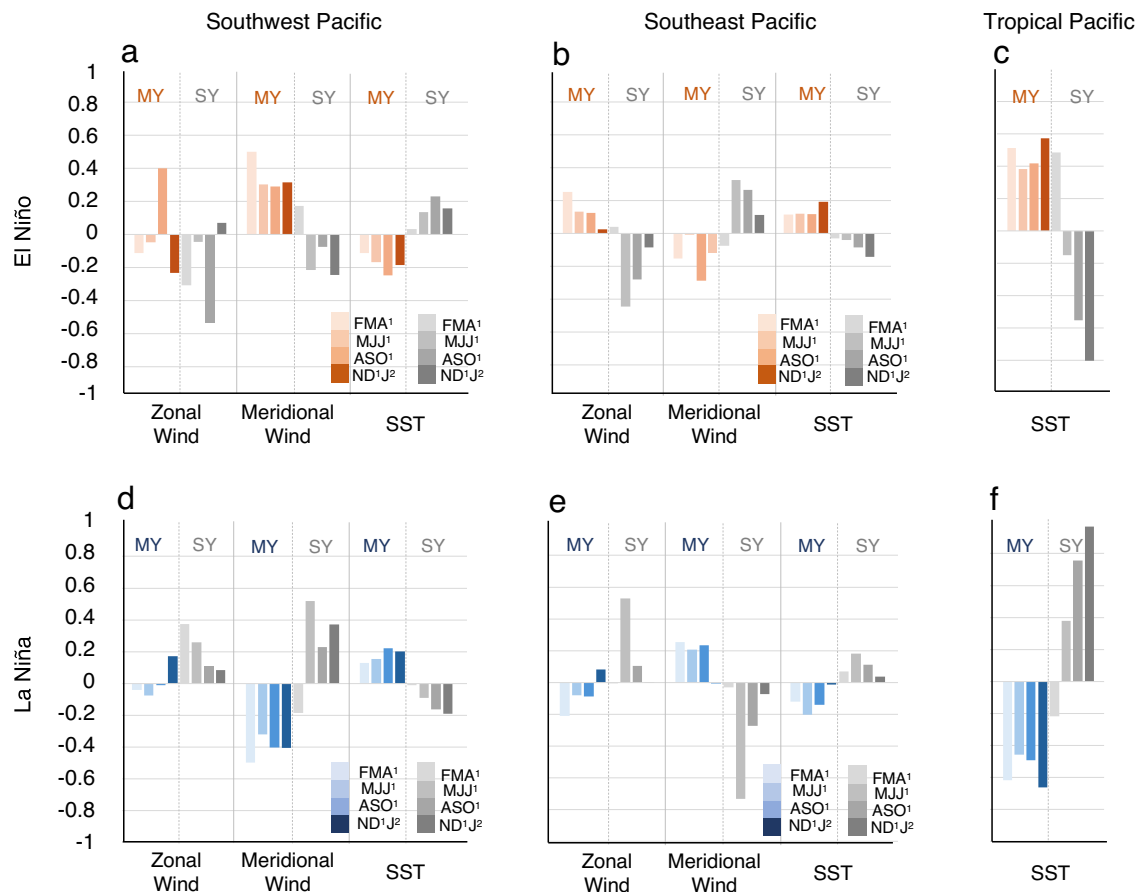 Southwest Pacific
Southeast Pacific
Tropical Pacific
a
b
c
El Niño
1
0.8
0.6
0.4
0.2
0
-0.2
-0.4
-0.6
-0.8
-1
MY SY MY SY MY SY
MY SY MY SY MY SY
MY SY
FMA¹ FMA¹
MJJ¹ MJJ¹
ASO¹ ASO¹
ND¹J² ND¹J²
FMA¹ FMA¹
MJJ¹ MJJ¹
ASO¹ ASO¹
ND¹J² ND¹J²
Zonal
Wind
Meridional
Wind
SST
Zonal
Wind
Meridional
Wind
SST
SST
d
e
f
La Niña
1
0.8
0.6
0.4
0.2
0
-0.2
-0.4
-0.6
-0.8
-1
MY SY MY SY MY SY
MY SY MY SY MY SY
MY SY
FMA¹ FMA¹
MJJ¹ MJJ¹
ASO¹ ASO¹
ND¹J² ND¹J²
FMA¹ FMA¹
MJJ¹ MJJ¹
ASO¹ ASO¹
ND¹J² ND¹J²
Zonal
Wind
Meridional
Wind
SST
Zonal
Wind
Meridional
Wind
SST
SST